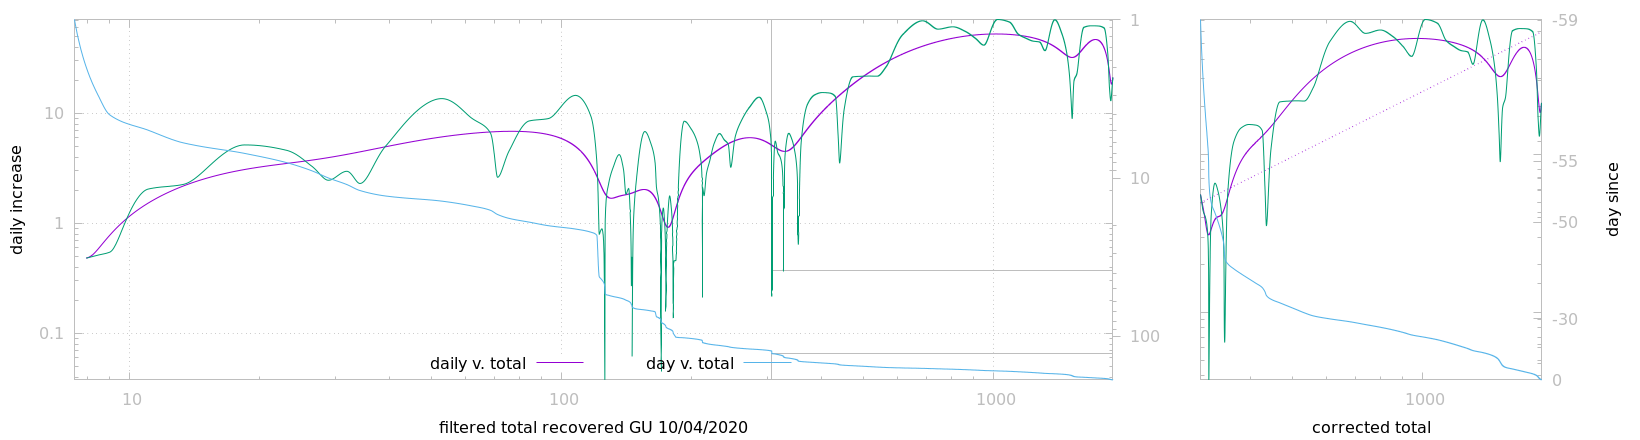 daily increase
10
1
0.1
10
100
1000
1
10
100
daily v. total
day v. total
filtered total recovered GU 10/04/2020
1000
-59
-55
-50
-30
0
day since
corrected total